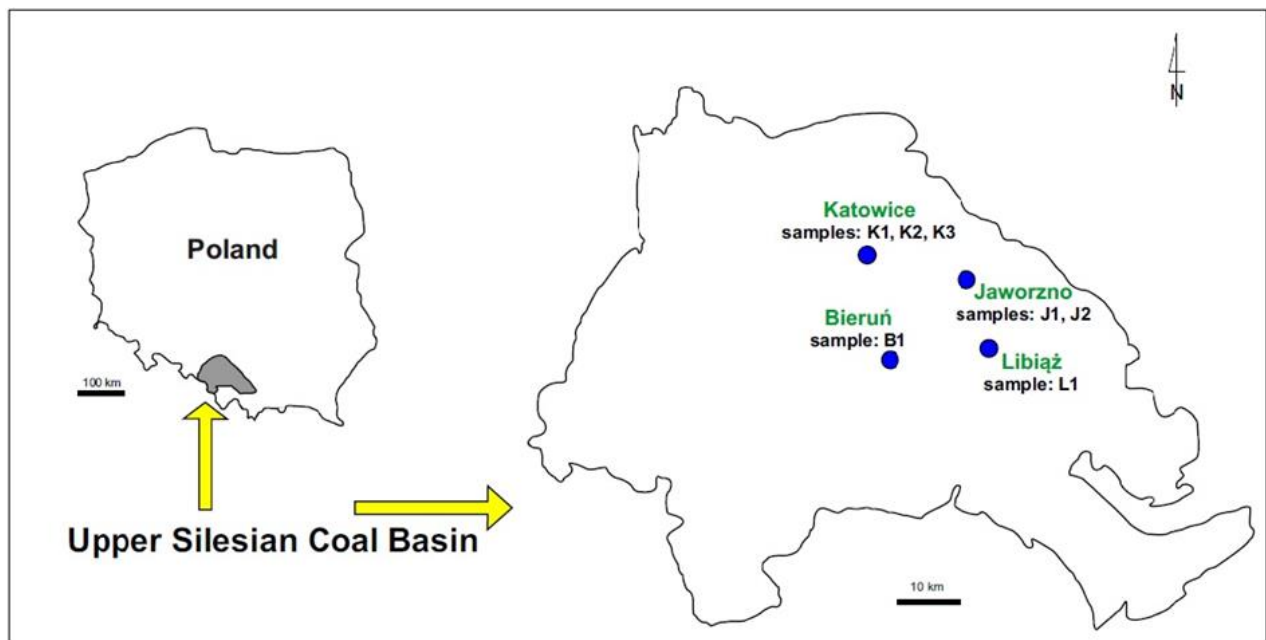 N
Poland
100 km
Upper Silesian Coal Basin
Katowice
samples: K1, K2, K3
Jaworzno
samples: J1, J2
Bieruń
sample: B1
Libiąż
sample: L1
10 km